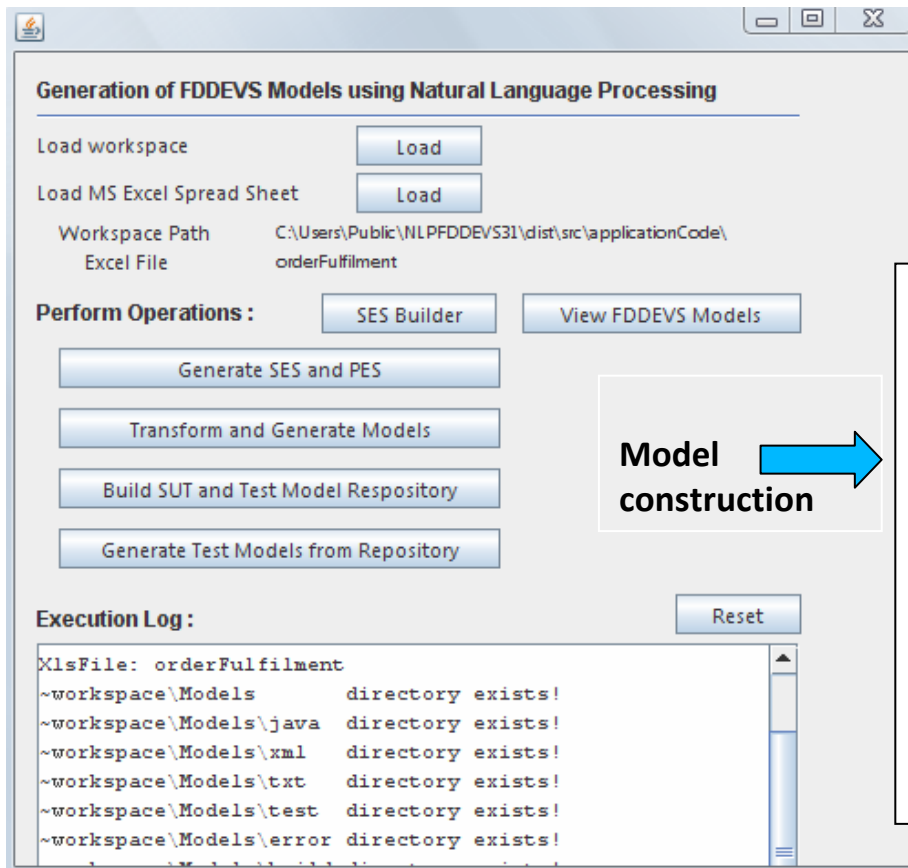 Generation of FDDEVS Models using Natural Language Processing
Load workspace Load
Load MS Excel Spread Sheet Load
Workspace Path C:\Users\Public\NLPFDDEVS31\dist\src\applicationCode\
Excel File orderFulfilment
Perform Operations : SES Builder View FDDEVS Models
Generate SES and PES
Transform and Generate Models
Build SUT and Test Model Respository
Generate Test Models from Repository
Model
construction
Execution Log : Reset
XlsFile: orderFulfilment
~workspace\Models directory exists!
~workspace\Models\java directory exists!
~workspace\Models\xml directory exists!
~workspace\Models\txt directory exists!
~workspace\Models\test directory exists!
~workspace\Models\error directory exists!